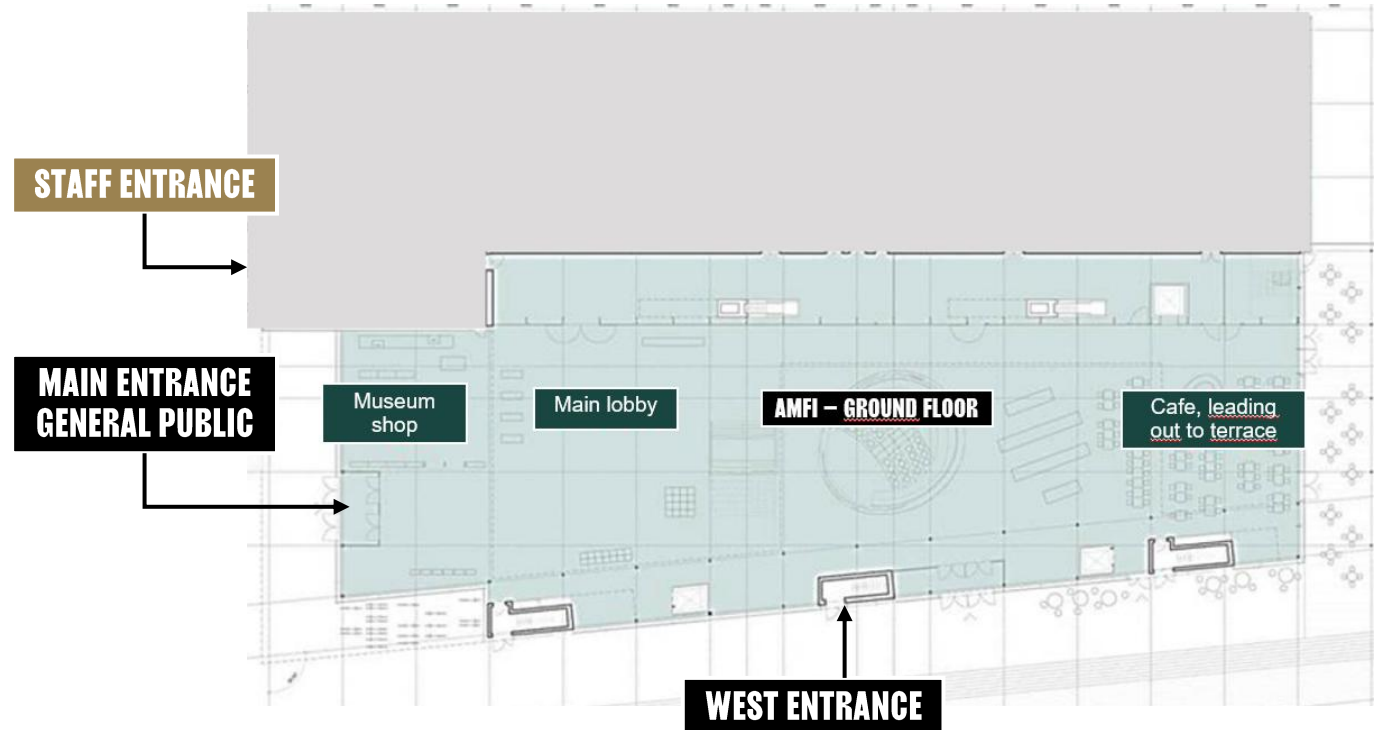 STAFF ENTRANCE
MAIN ENTRANCE
GENERAL PUBLIC
Museum
shop
Main lobby
AMFI – GROUND FLOOR
Cafe, leading
out to terrace
WEST ENTRANCE